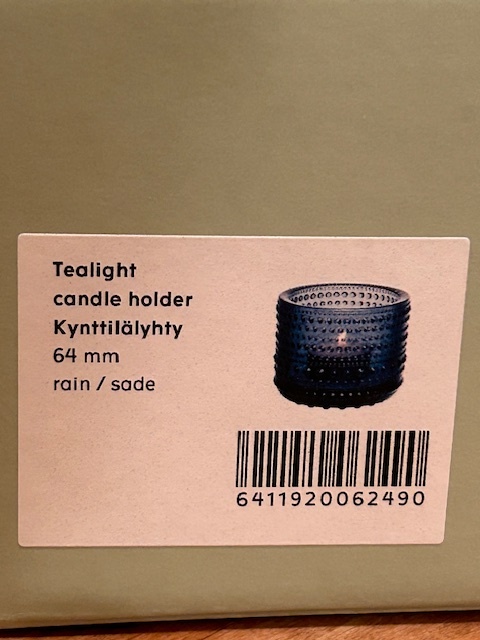 Tealight
candle holder
Kynttilälyhty
64 mm
rain / sade
6411920062490